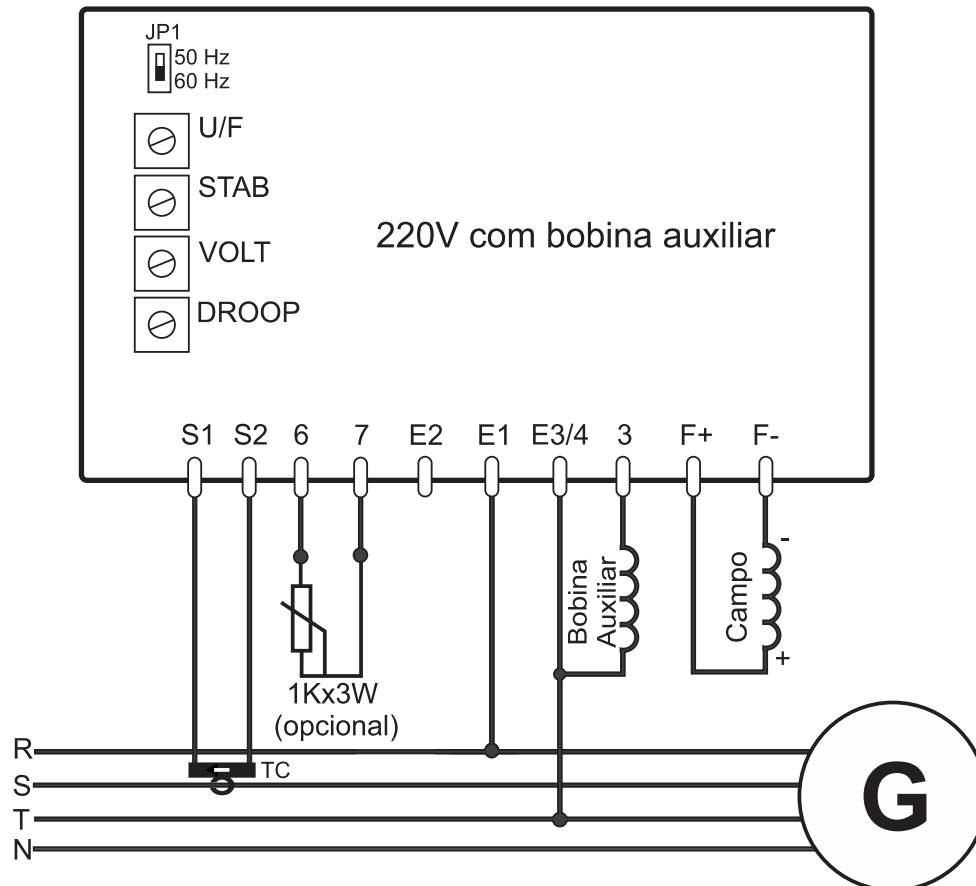 JP1
50 Hz
60 Hz
U/F
STAB
VOLT
DROOP
220V com bobina auxiliar
S1 S2 6 7 E2 E1 E3/4 3 F+ F-
Bobina
Auxiliar
Campo
-
+
1Kx3W
(opcional)
R
TC
S
T
N
G